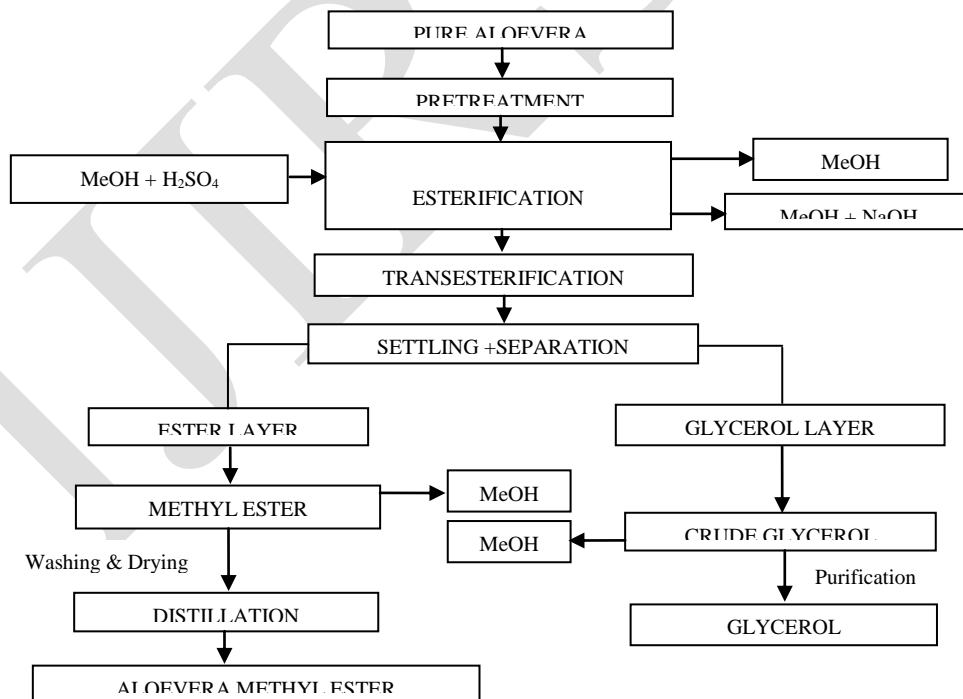 PURE ALOEVERA
PRETREATMENT
MeOH + H₂SO₄
ESTERIFICATION
MeOH
MeOH + NaOH
TRANSESTERIFICATION
SETTLING +SEPARATION
ESTER LAYER
GLYCEROL LAYER
METHYL ESTER
MeOH
MeOH
CRUDE GLYCEROL
Washing & Drying
Purification
DISTILLATION
GLYCEROL
ALOEVERA METHYL ESTER